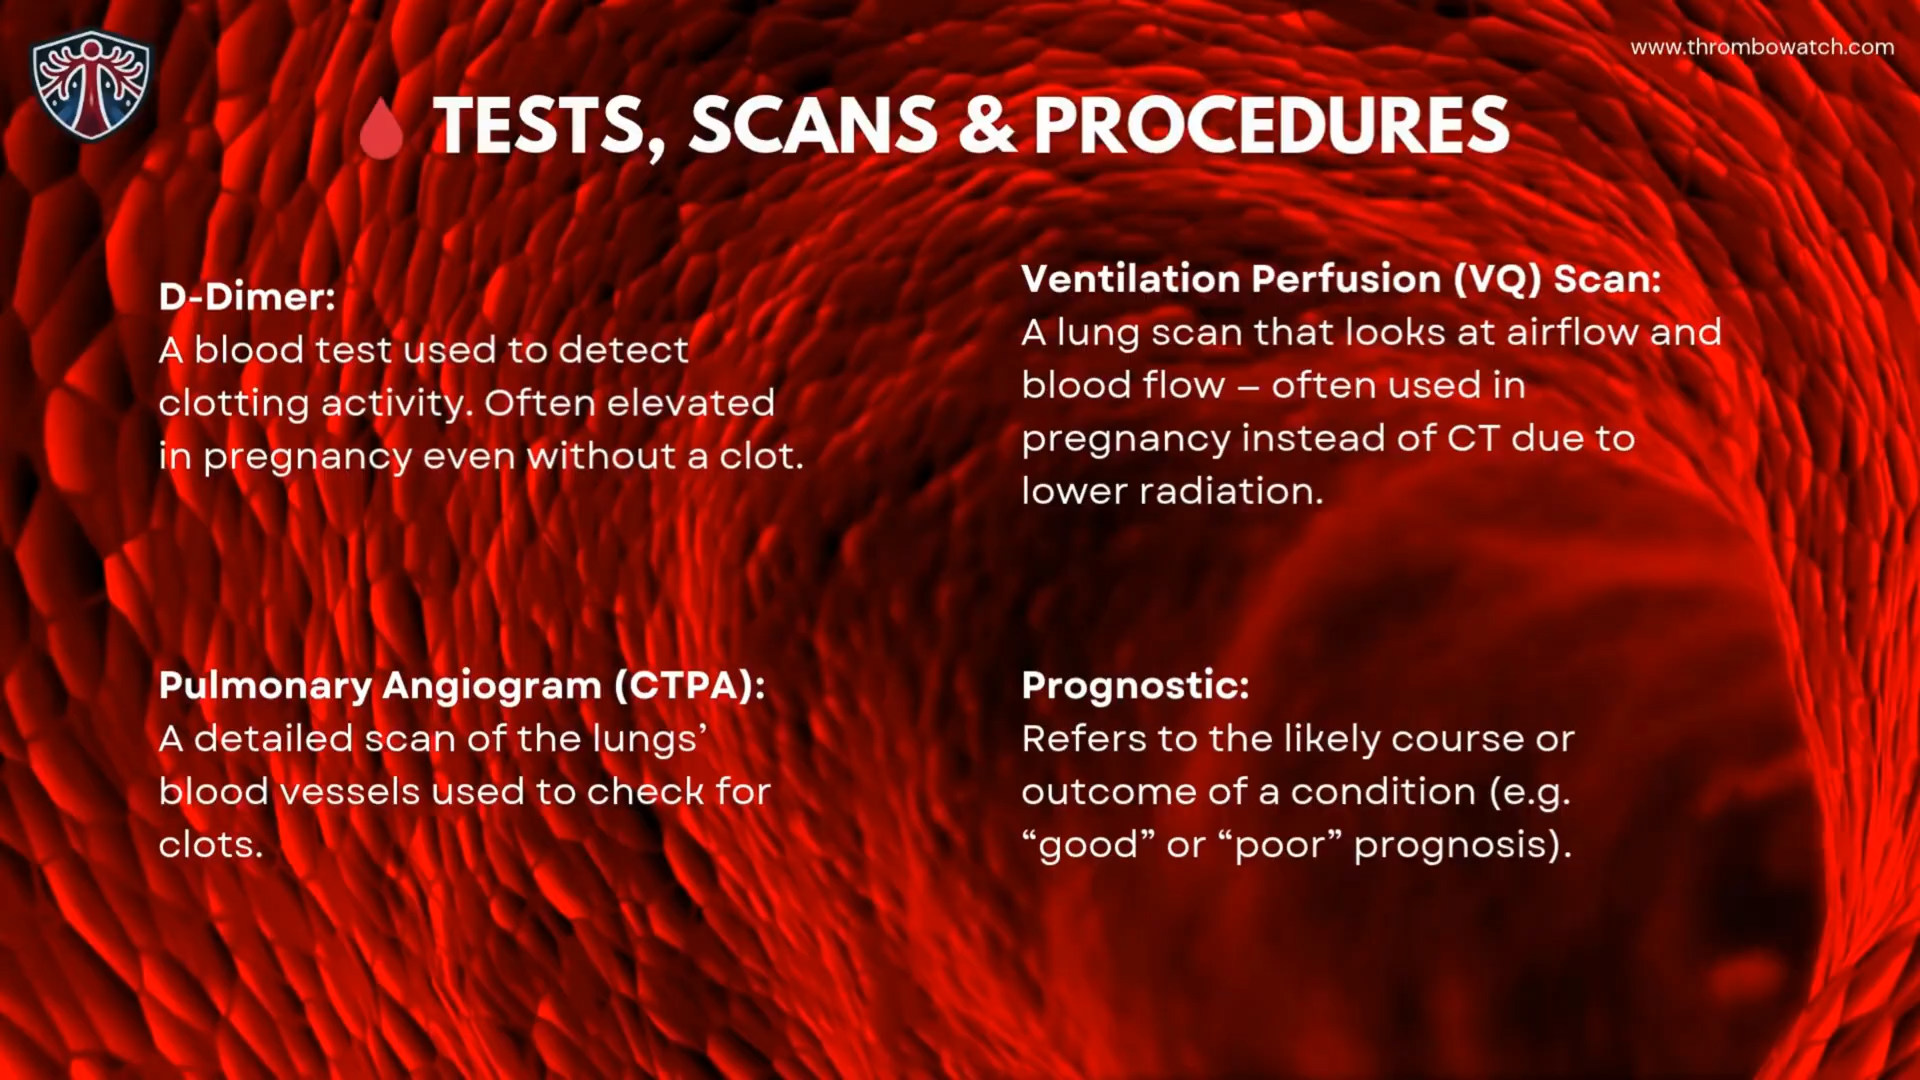 www.thrombowatch.com
TESTS, SCANS & PROCEDURES
D-Dimer:
A blood test used to detect
clotting activity. Often elevated
in pregnancy even without a clot.
Ventilation Perfusion (VQ) Scan:
A lung scan that looks at airflow and
blood flow – often used in
pregnancy instead of CT due to
lower radiation.
Pulmonary Angiogram (CTPA):
A detailed scan of the lungs’
blood vessels used to check for
clots.
Prognostic:
Refers to the likely course or
outcome of a condition (e.g.
“good” or “poor” prognosis).